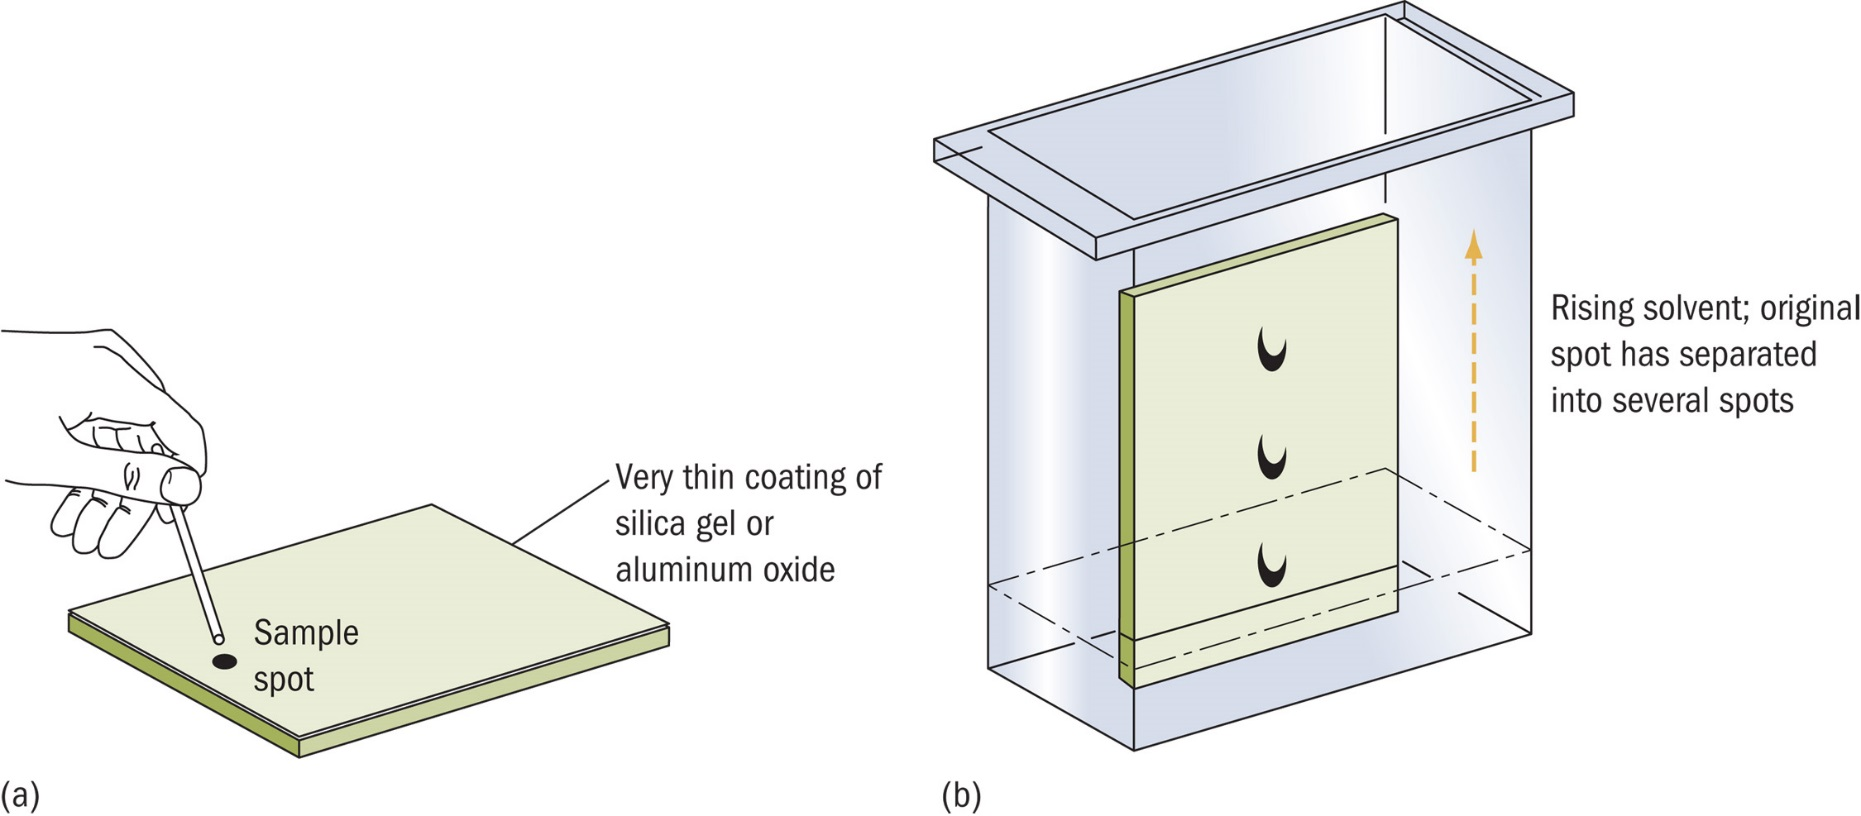 Very thin coating of
silica gel or
aluminum oxide
Sample
spot
(a)
Rising solvent; original
spot has separated
into several spots
(b)